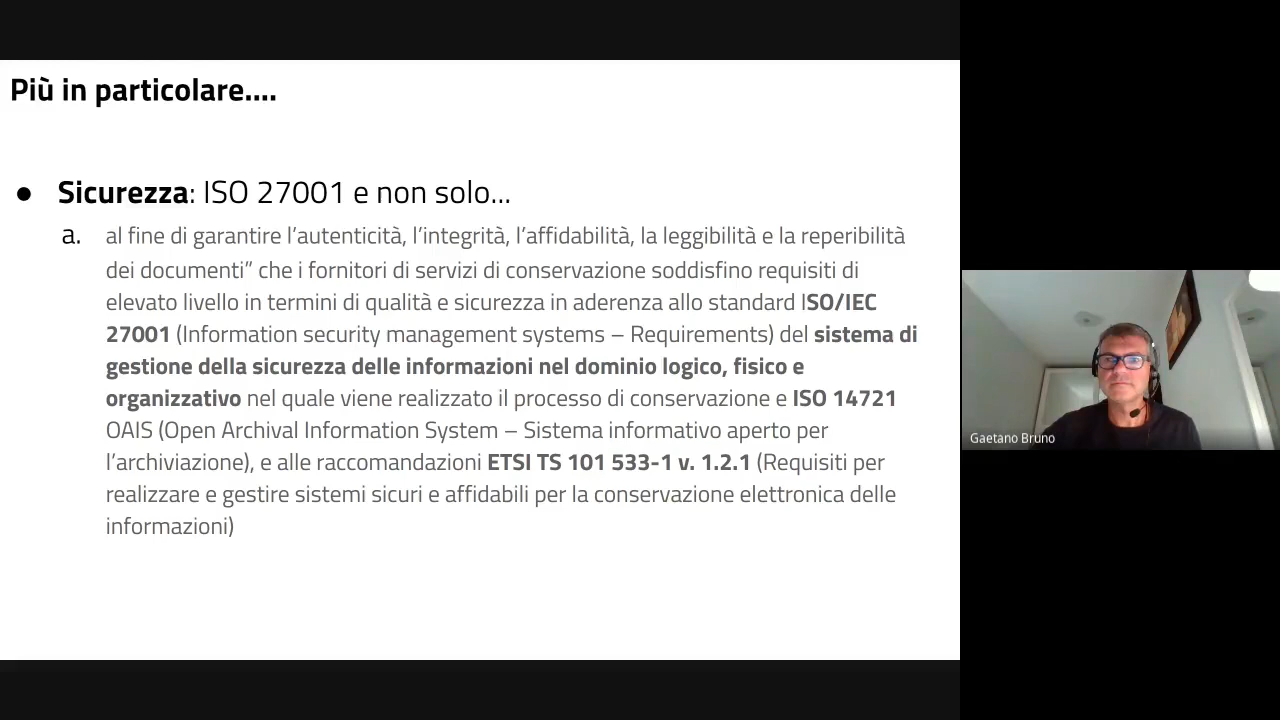 Più in particolare....
● Sicurezza: ISO 27001 e non solo...
a. al fine di garantire l'autenticità, l'integrità, l'affidabilità, la leggibilità e la reperibilità
dei documenti” che i fornitori di servizi di conservazione soddisfino requisiti di
elevato livello in termini di qualità e sicurezza in aderenza allo standard ISO/IEC
27001 (Information security management systems – Requirements) del sistema di
gestione della sicurezza delle informazioni nel dominio logico, fisico e
organizzativo nel quale viene realizzato il processo di conservazione e ISO 14721
OAIS (Open Archival Information System – Sistema informativo aperto per
l'archiviazione), e alle raccomandazioni ETSI TS 101 533-1 v. 1.2.1 (Requisiti per
realizzare e gestire sistemi sicuri e affidabili per la conservazione elettronica delle
informazioni)
Gaetano Bruno